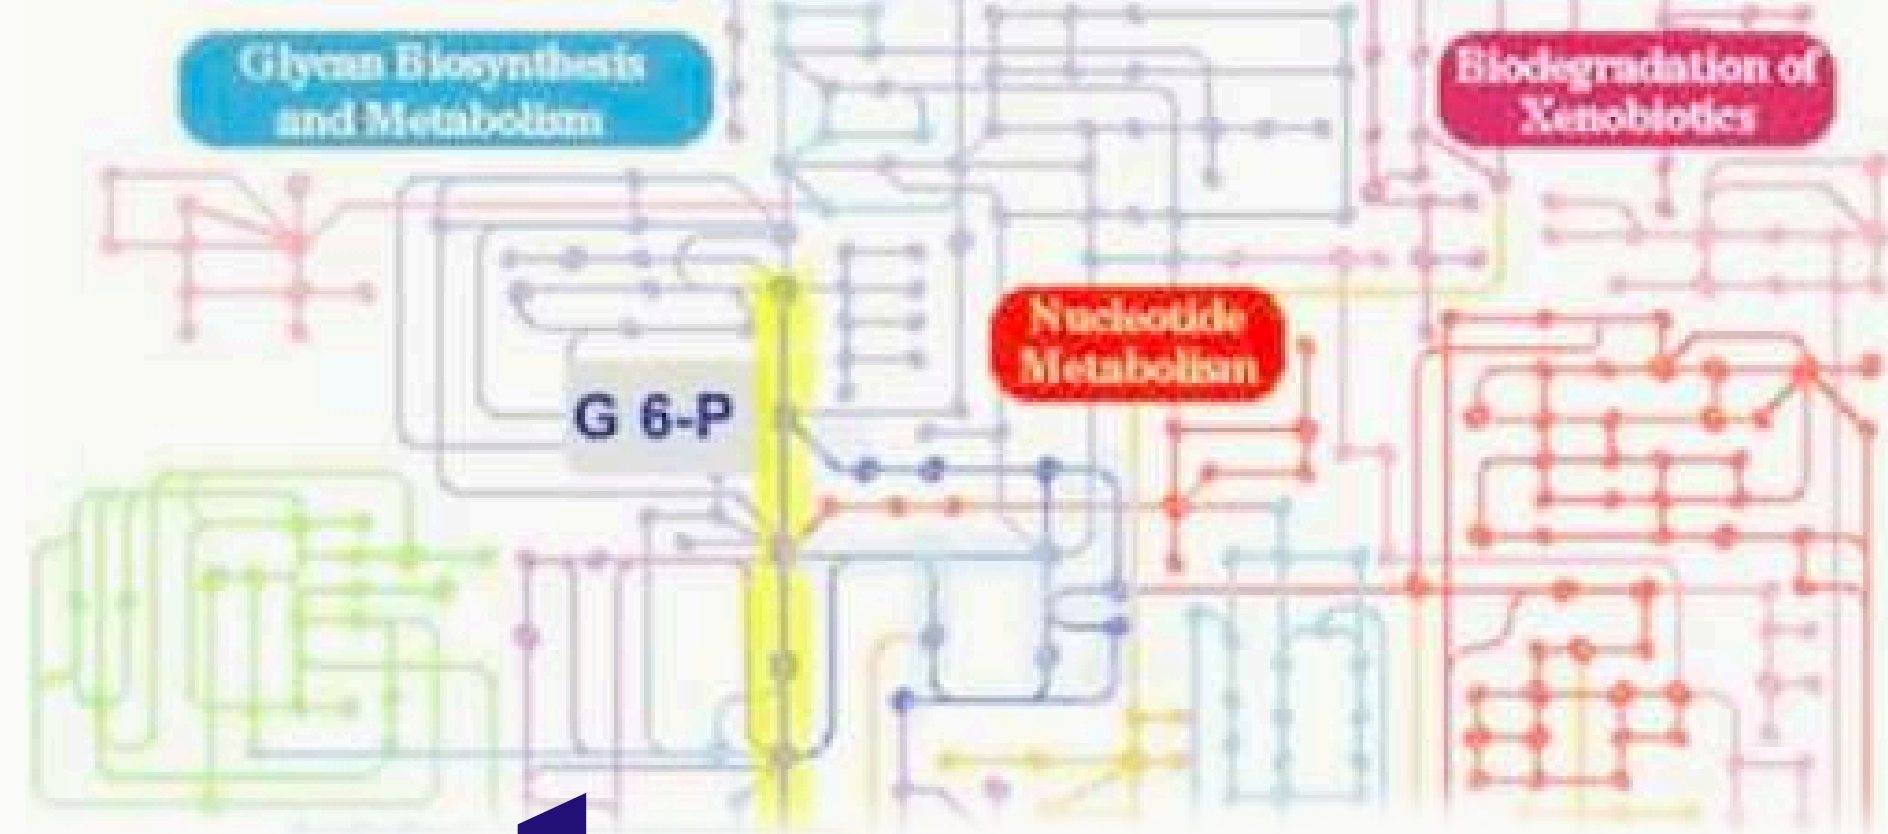 Glycan Biosynthesis
and Metabolism
Biodegradation of
Xenobiotics
Nucleotide
Metabolism
G 6-P